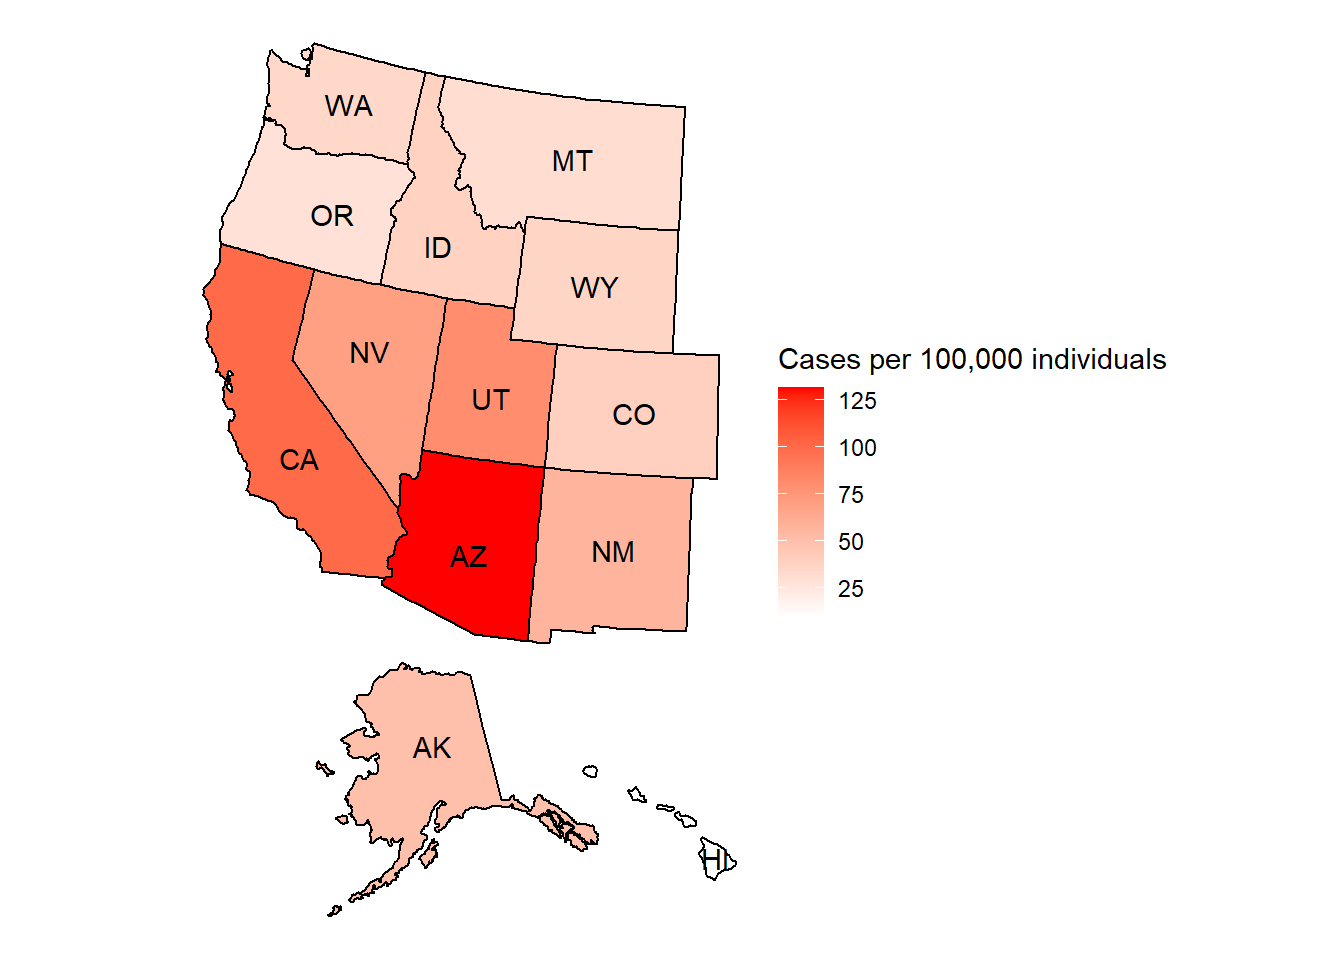 WA
MT
OR
ID
WY
NV
Cases per 100,000 individuals
UT
125
CO
100
CA
75
50
NM
AZ
25
AK
HI